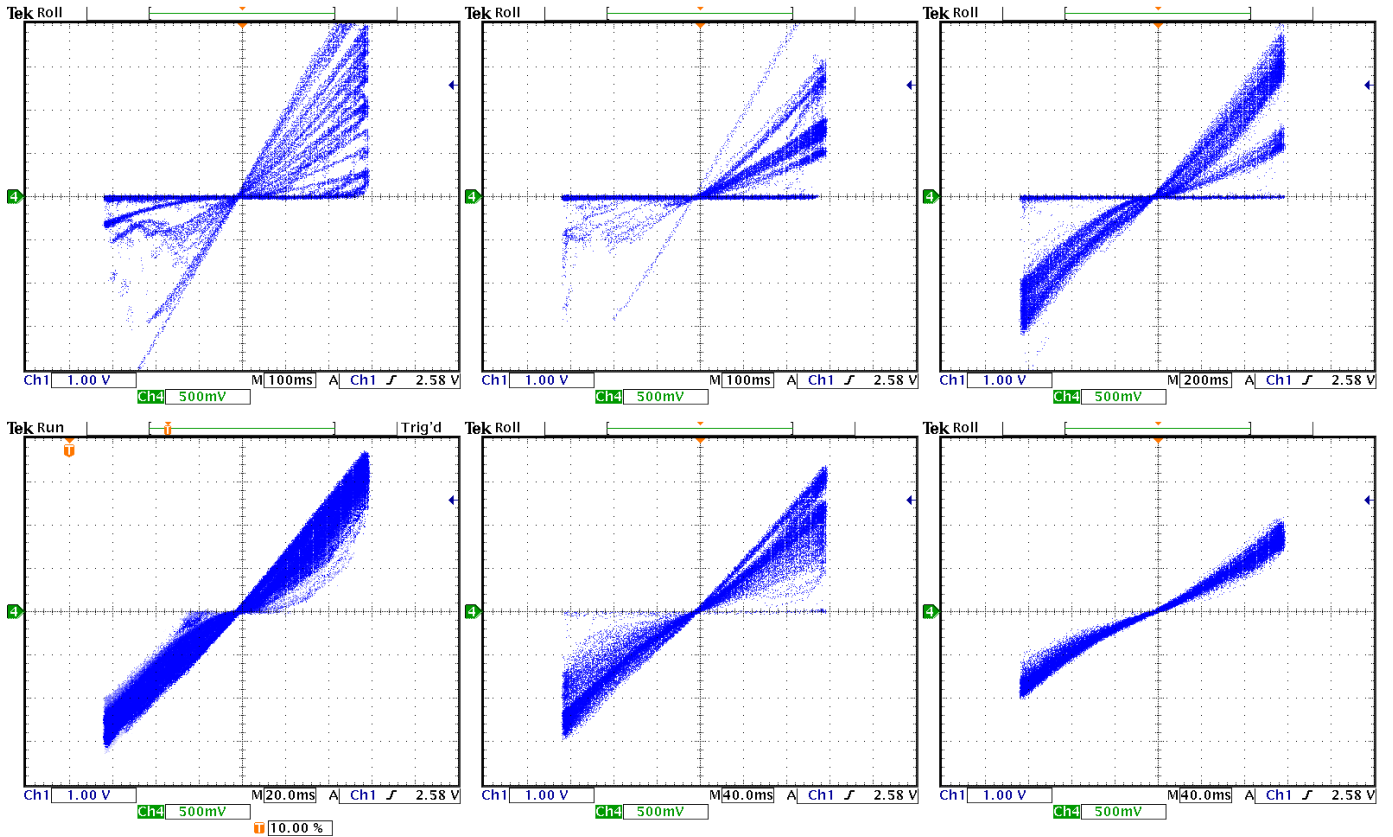 Tek Roll
4
Ch1 1.00 V M 100ms A Ch1 ∫ 2.58 V
Ch4 500mV
Tek Roll
4
Ch1 1.00 V M 100ms A Ch1 ∫ 2.58 V
Ch4 500mV
Tek Roll
4
Ch1 1.00 V M 200ms A Ch1 ∫ 2.58 V
Ch4 500mV
Tek Run T Trig'd
T
4
Ch1 1.00 V M 20.0ms A Ch1 ∫ 2.58 V
Ch4 500mV
T 10.00 %
Tek Roll
4
Ch1 1.00 V M 40.0ms A Ch1 ∫ 2.58 V
Ch4 500mV
Tek Roll
4
Ch1 1.00 V M 40.0ms A Ch1 ∫ 2.58 V
Ch4 500mV